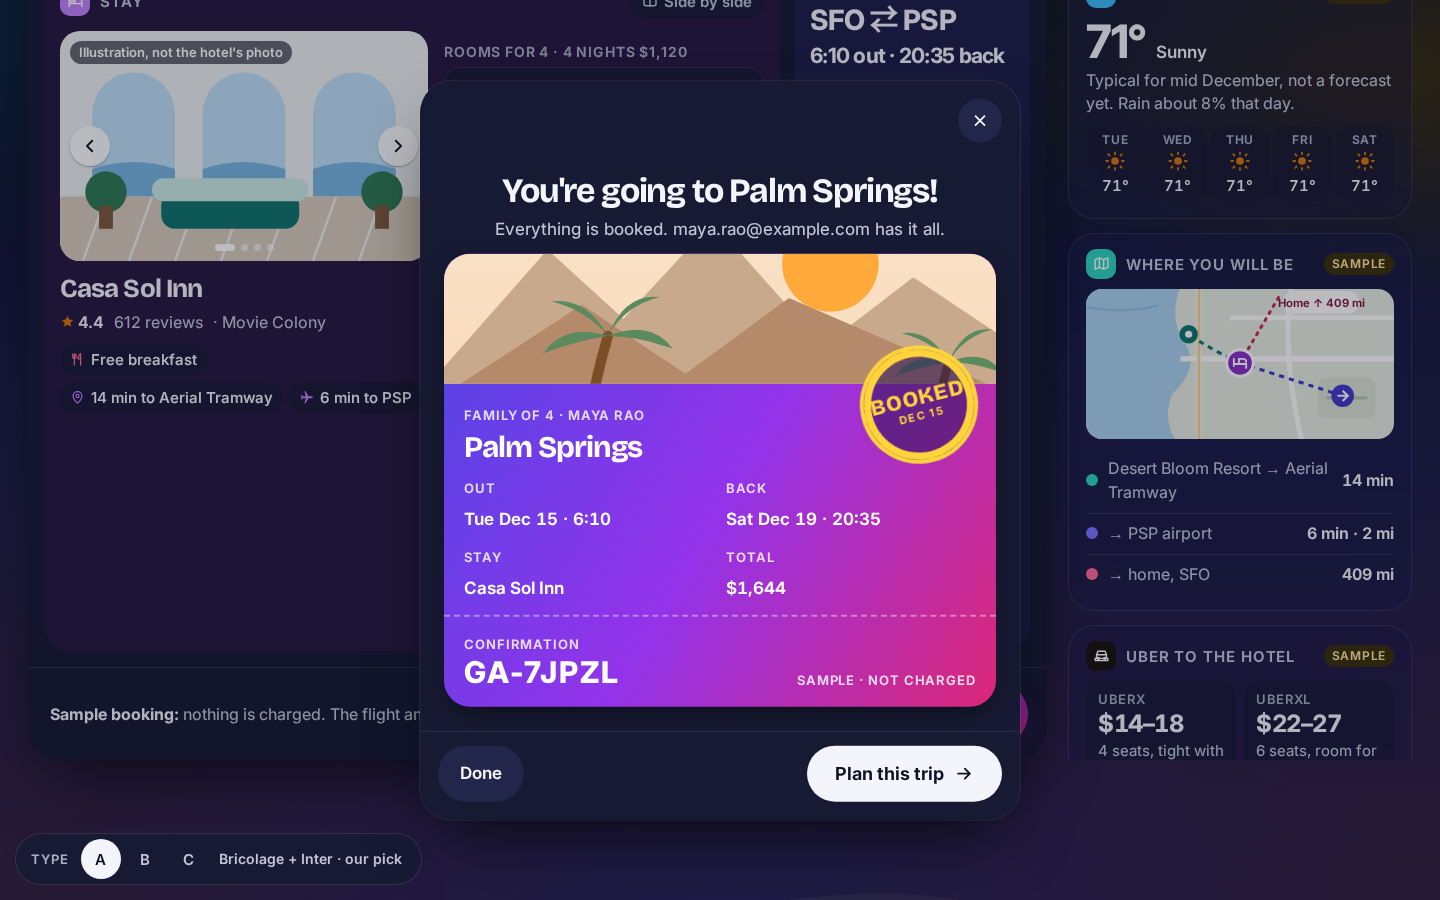 STAY
Side by side
Illustration, not the hotel's photo
ROOMS FOR 4 · 4 NIGHTS $1,120
Casa Sol Inn
4.4 612 reviews · Movie Colony
Free breakfast
14 min to Aerial Tramway
6 min to PSP
Sample booking: nothing is charged. The flight an
SFO ⇄ PSP
6:10 out · 20:35 back
You're going to Palm Springs!
Everything is booked. maya.rao@example.com has it all.
BOOKED
DEC 15
FAMILY OF 4 · MAYA RAO
Palm Springs
OUT
BACK
Tue Dec 15 · 6:10
Sat Dec 19 · 20:35
STAY
TOTAL
Casa Sol Inn
$1,644
CONFIRMATION
GA-7JPZL
SAMPLE · NOT CHARGED
Done
Plan this trip →
71° Sunny
Typical for mid December, not a forecast
yet. Rain about 8% that day.
TUE WED THU FRI SAT
71° 71° 71° 71° 71°
WHERE YOU WILL BE
SAMPLE
Home ↑ 409 mi
Desert Bloom Resort → Aerial
Tramway
14 min
→ PSP airport
6 min · 2 mi
→ home, SFO
409 mi
UBER TO THE HOTEL
SAMPLE
UBERX
UBERXL
$14–18
$22–27
4 seats, tight with
6 seats, room for
TYPE A B C Bricolage + Inter · our pick